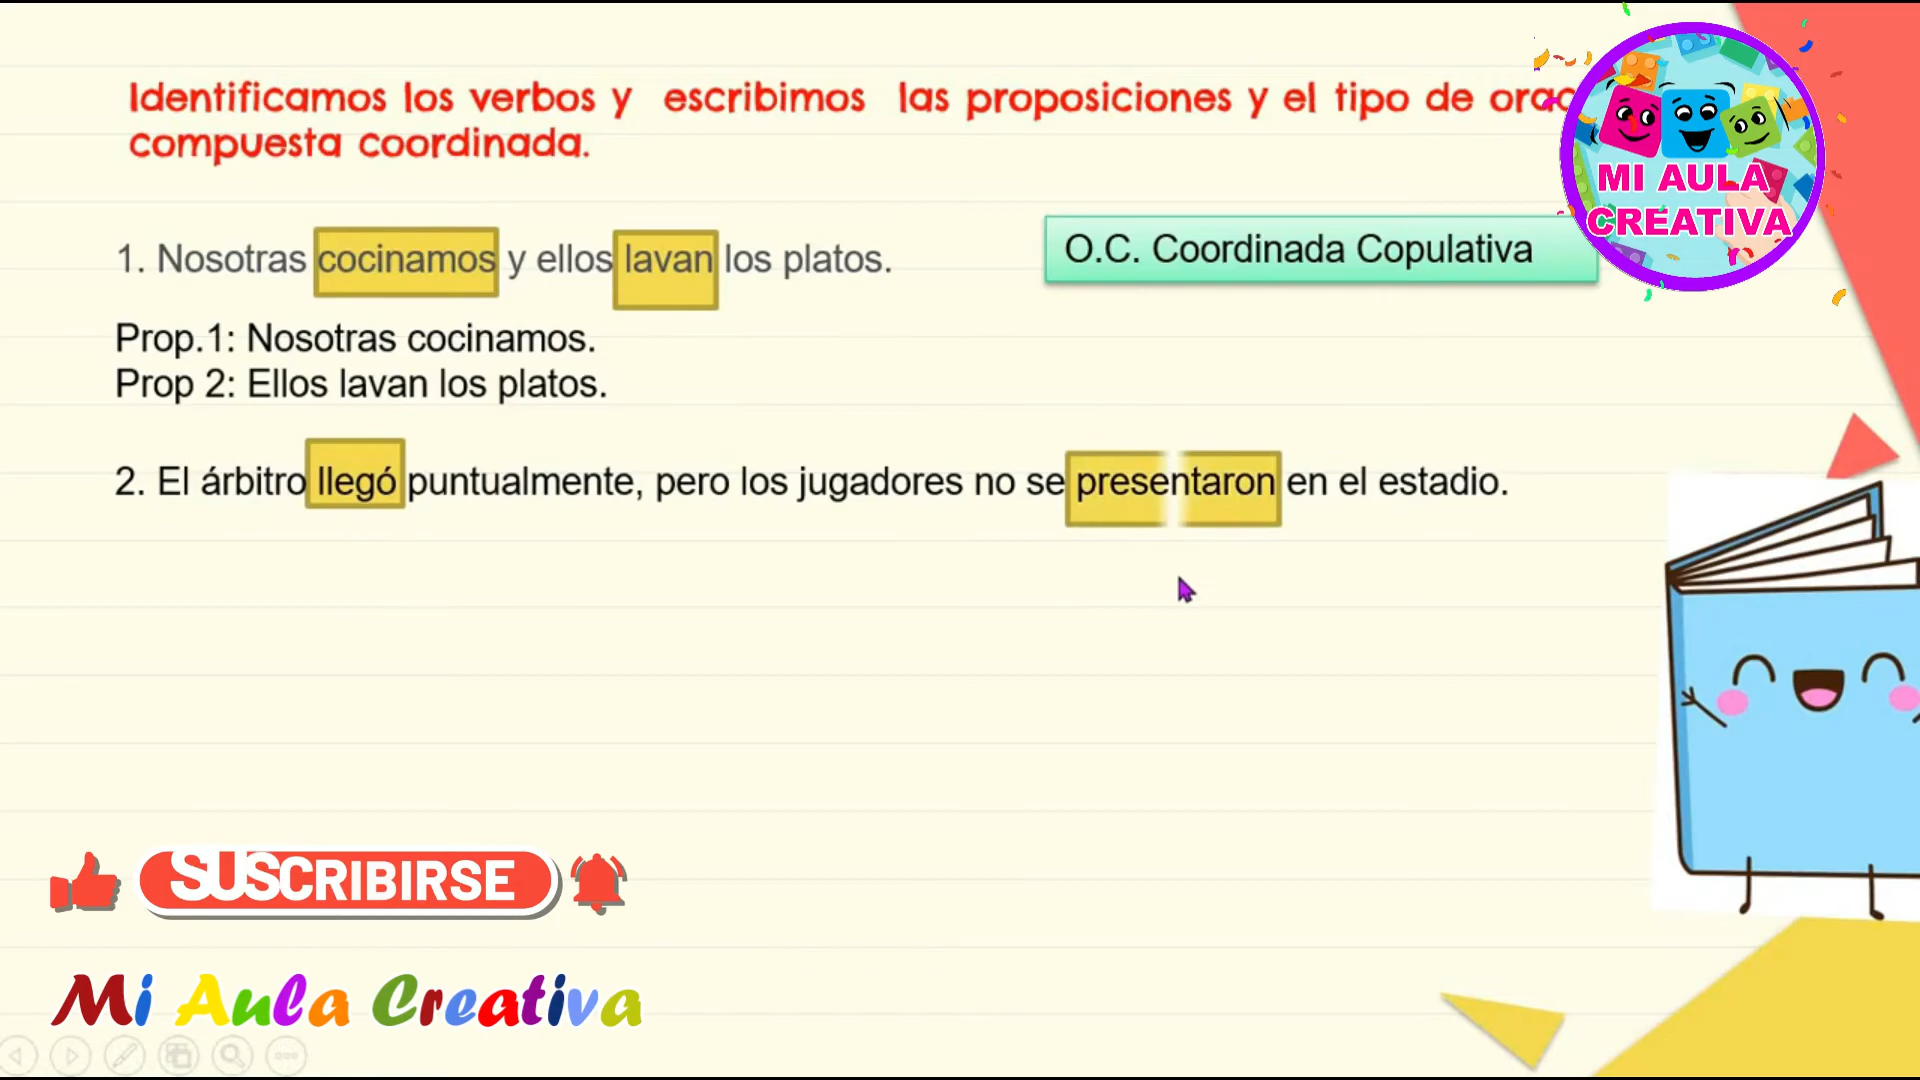 Identificamos los verbos y escribimos las proposiciones y el tipo de
compuesta coordinada.
MI AULA
CREATIVA
1. Nosotras cocinamos y ellos lavan los platos.
O.C. Coordinada Copulativa
Prop.1: Nosotras cocinamos.
Prop 2: Ellos lavan los platos.
2. El árbitro llegó puntualmente, pero los jugadores no se presentaron en el estadio.
SUSCRIBIRSE
Mi Aula Creativa